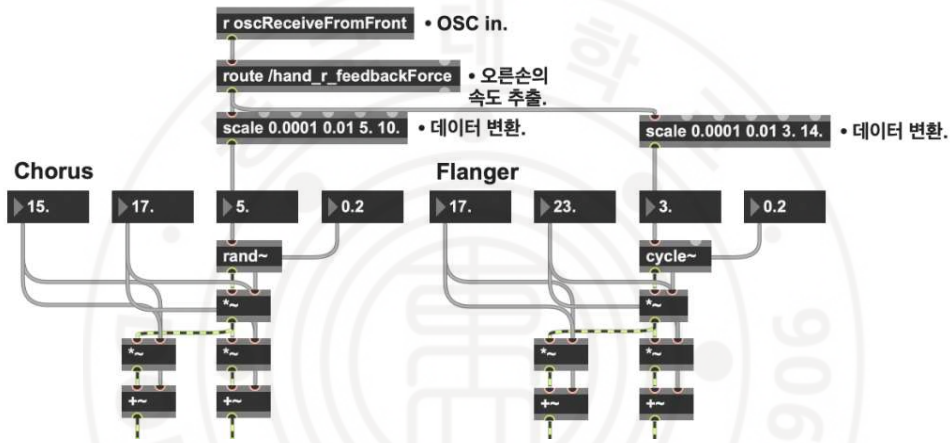 r oscReceiveFromFront • OSC in.
route /hand_r_feedbackForce • 오른손의
속도 추출.
scale 0.0001 0.01 5. 10. • 데이터 변환.
scale 0.0001 0.01 3. 14. • 데이터 변환.
Chorus
Flanger
15. 17. 5. 0.2 17. 23. 3. 0.2
rand~ cycle~
*~ *~
*~ *~ *~ *~
+~ +~ +~ +~
1906